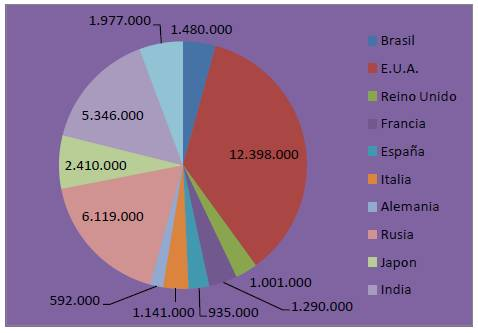 1.977.000
1.480.000
5.346.000
12.398.000
2.410.000
6.119.000
1.001.000
592.000
1.290.000
1.141.000
935.000
Brasil
E.U.A.
Reino Unido
Francia
España
Italia
Alemania
Rusia
Japon
India